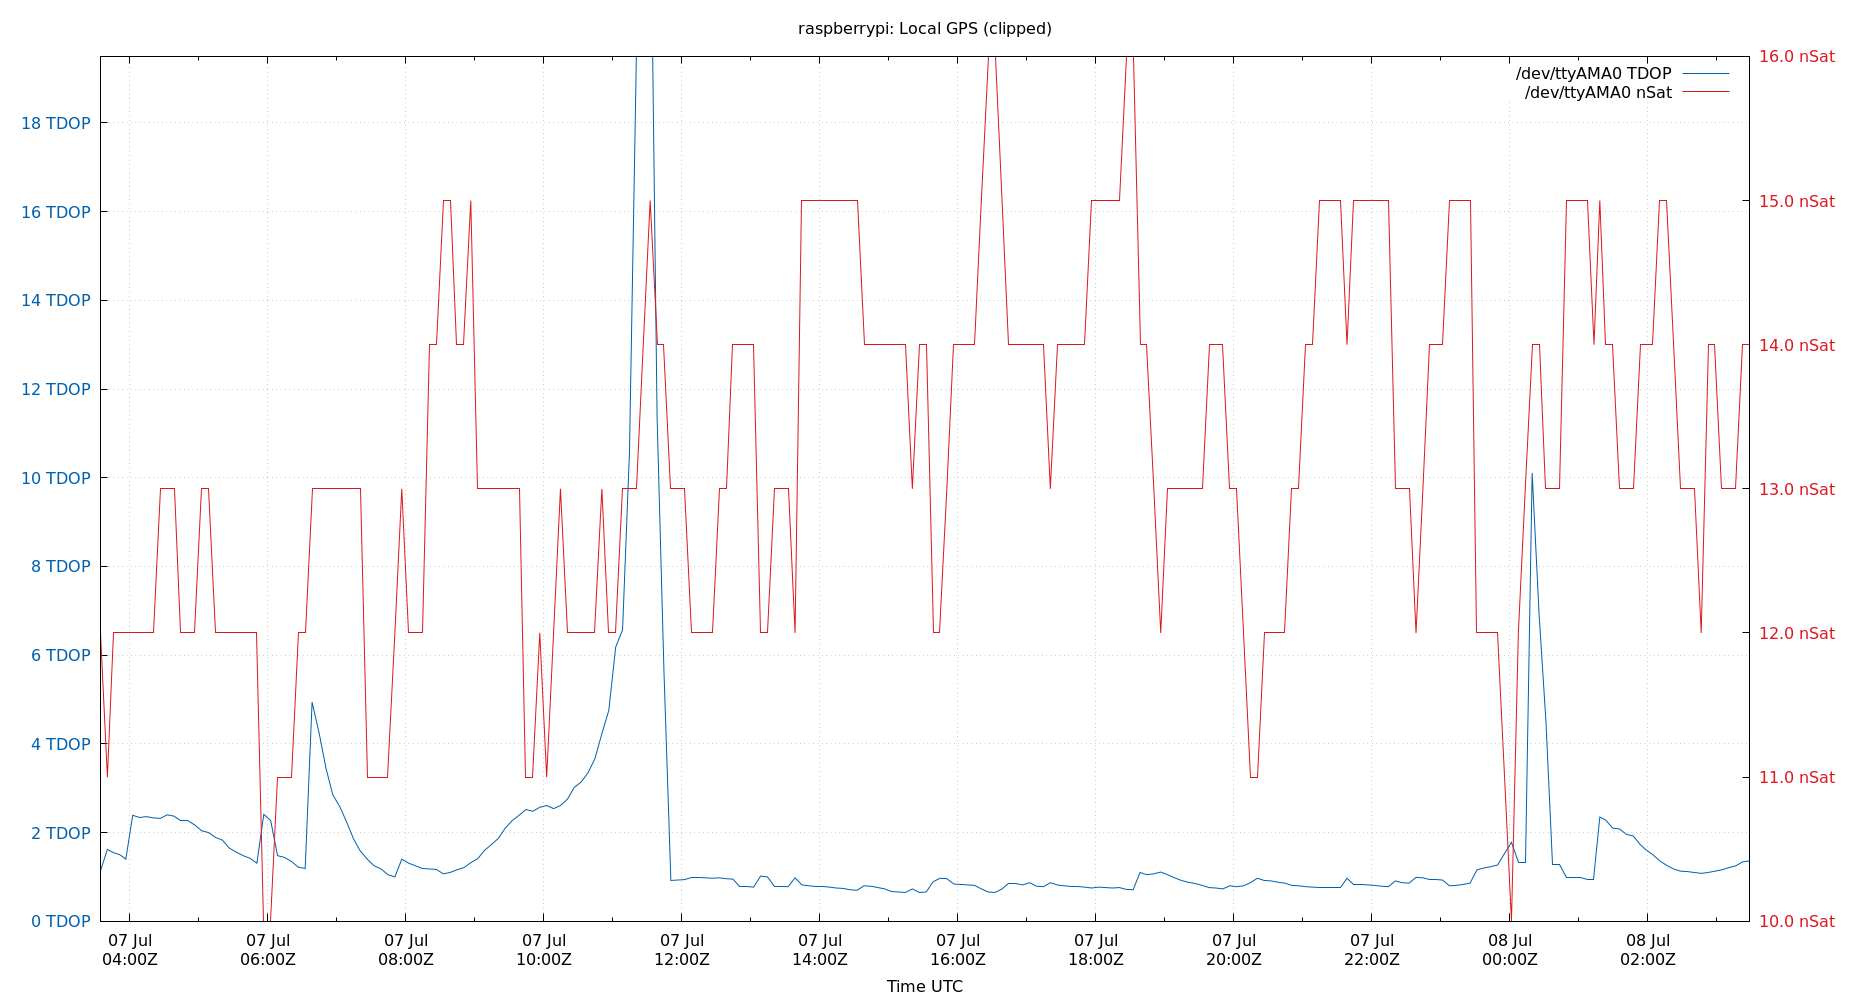 raspberrypi: Local GPS (clipped)
/dev/ttyAMA0 TDOP
/dev/ttyAMA0 nSat
18 TDOP
16 TDOP
14 TDOP
12 TDOP
10 TDOP
8 TDOP
6 TDOP
4 TDOP
2 TDOP
0 TDOP
16.0 nSat
15.0 nSat
14.0 nSat
13.0 nSat
12.0 nSat
11.0 nSat
10.0 nSat
07 Jul 07 Jul 07 Jul 07 Jul 07 Jul 07 Jul 07 Jul 07 Jul 07 Jul 07 Jul 08 Jul 08 Jul
04:00Z 06:00Z 08:00Z 10:00Z 12:00Z 14:00Z 16:00Z 18:00Z 20:00Z 22:00Z 00:00Z 02:00Z
Time UTC